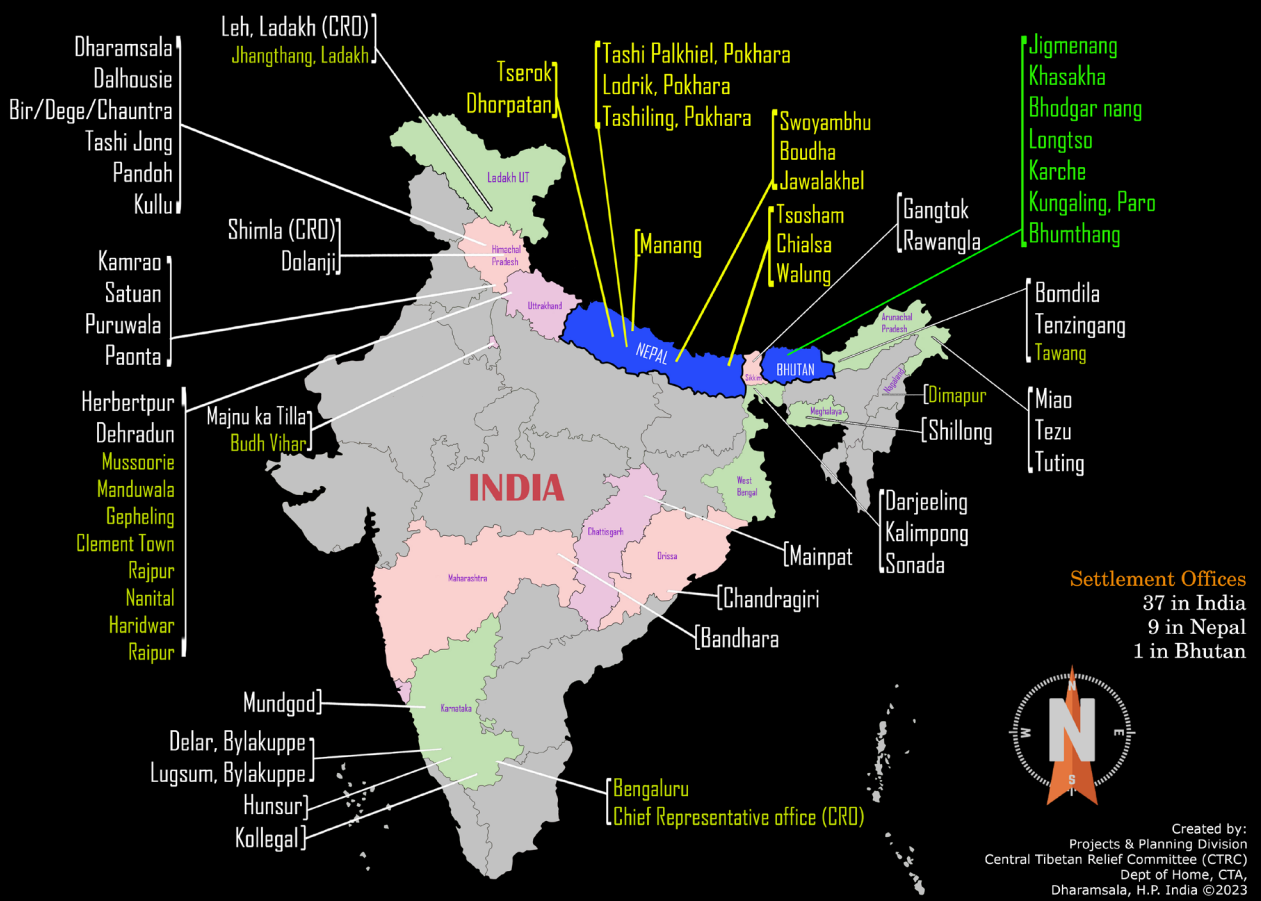 Leh, Ladakh (CRO)
Jhangthang, Ladakh
Dharamsala
Dalhousie
Bir/Dege/Chauntra
Tashi Jong
Pandoh
Kullu
Tserok
Dhorpatan
Tashi Palkhiel, Pokhara
Lodrik, Pokhara
Tashiling, Pokhara
Swoyambhu
Boudha
Jawalakhel
Jigmenang
Khasakha
Bhodgar nang
Longtso
Karche
Kungaling, Paro
Bhumthang
Ladakh UT
Shimla (CRO)
Dolanji
Himachal
Pradesh
Manang
Tsosham
Chialsa
Walung
Gangtok
Rawangla
Kamrao
Satuan
Puruwala
Paonta
Uttrakhand
NEPAL
Sikkim
BHUTAN
Arunachal
Pradesh
Bomdila
Tenzingang
Tawang
Herbertpur
Dehradun
Mussoorie
Manduwala
Gepheling
Clement Town
Rajpur
Nanital
Haridwar
Raipur
Majnu ka Tilla
Budh Vihar
Nagaland
Dimapur
Meghalaya
Shillong
Miao
Tezu
Tuting
INDIA
West
Bengal
Darjeeling
Kalimpong
Sonada
Chattisgarh
Orissa
Mainpat
Maharashtra
Chandragiri
Bandhara
Settlement Offices
37 in India
9 in Nepal
1 in Bhutan
Mundgod
Karnataka
Delar, Bylakuppe
Lugsum, Bylakuppe
Hunsur
Kollegal
Bengaluru
Chief Representative office (CRO)
N
W
N
E
S
Created by:
Projects & Planning Division
Central Tibetan Relief Committee (CTRC)
Dept of Home, CTA,
Dharamsala, H.P. India ©2023